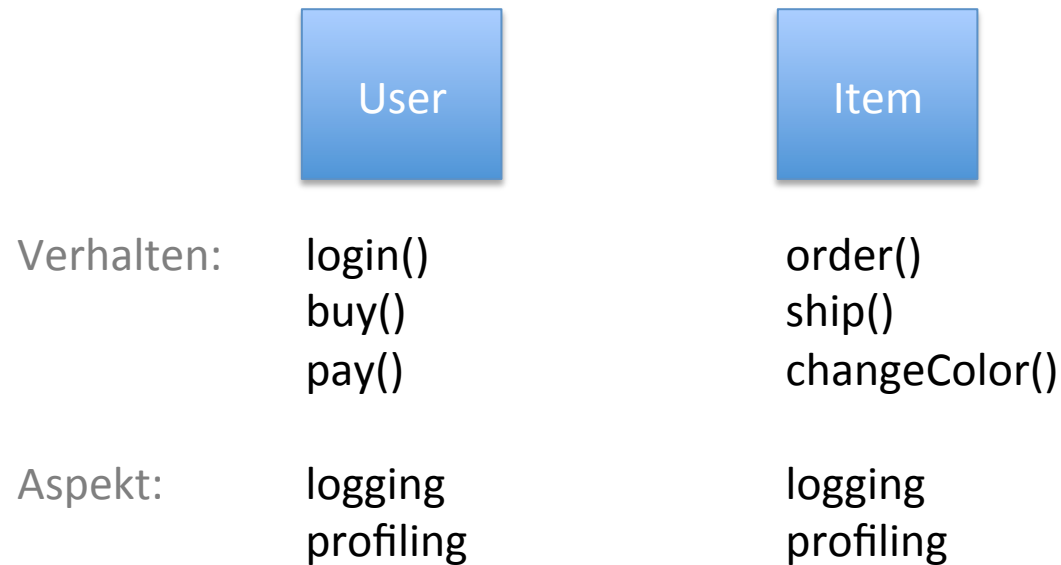 User Item
Verhalten: login() order()
buy() ship()
pay() changeColor()
Aspekt: logging logging
profiling profiling